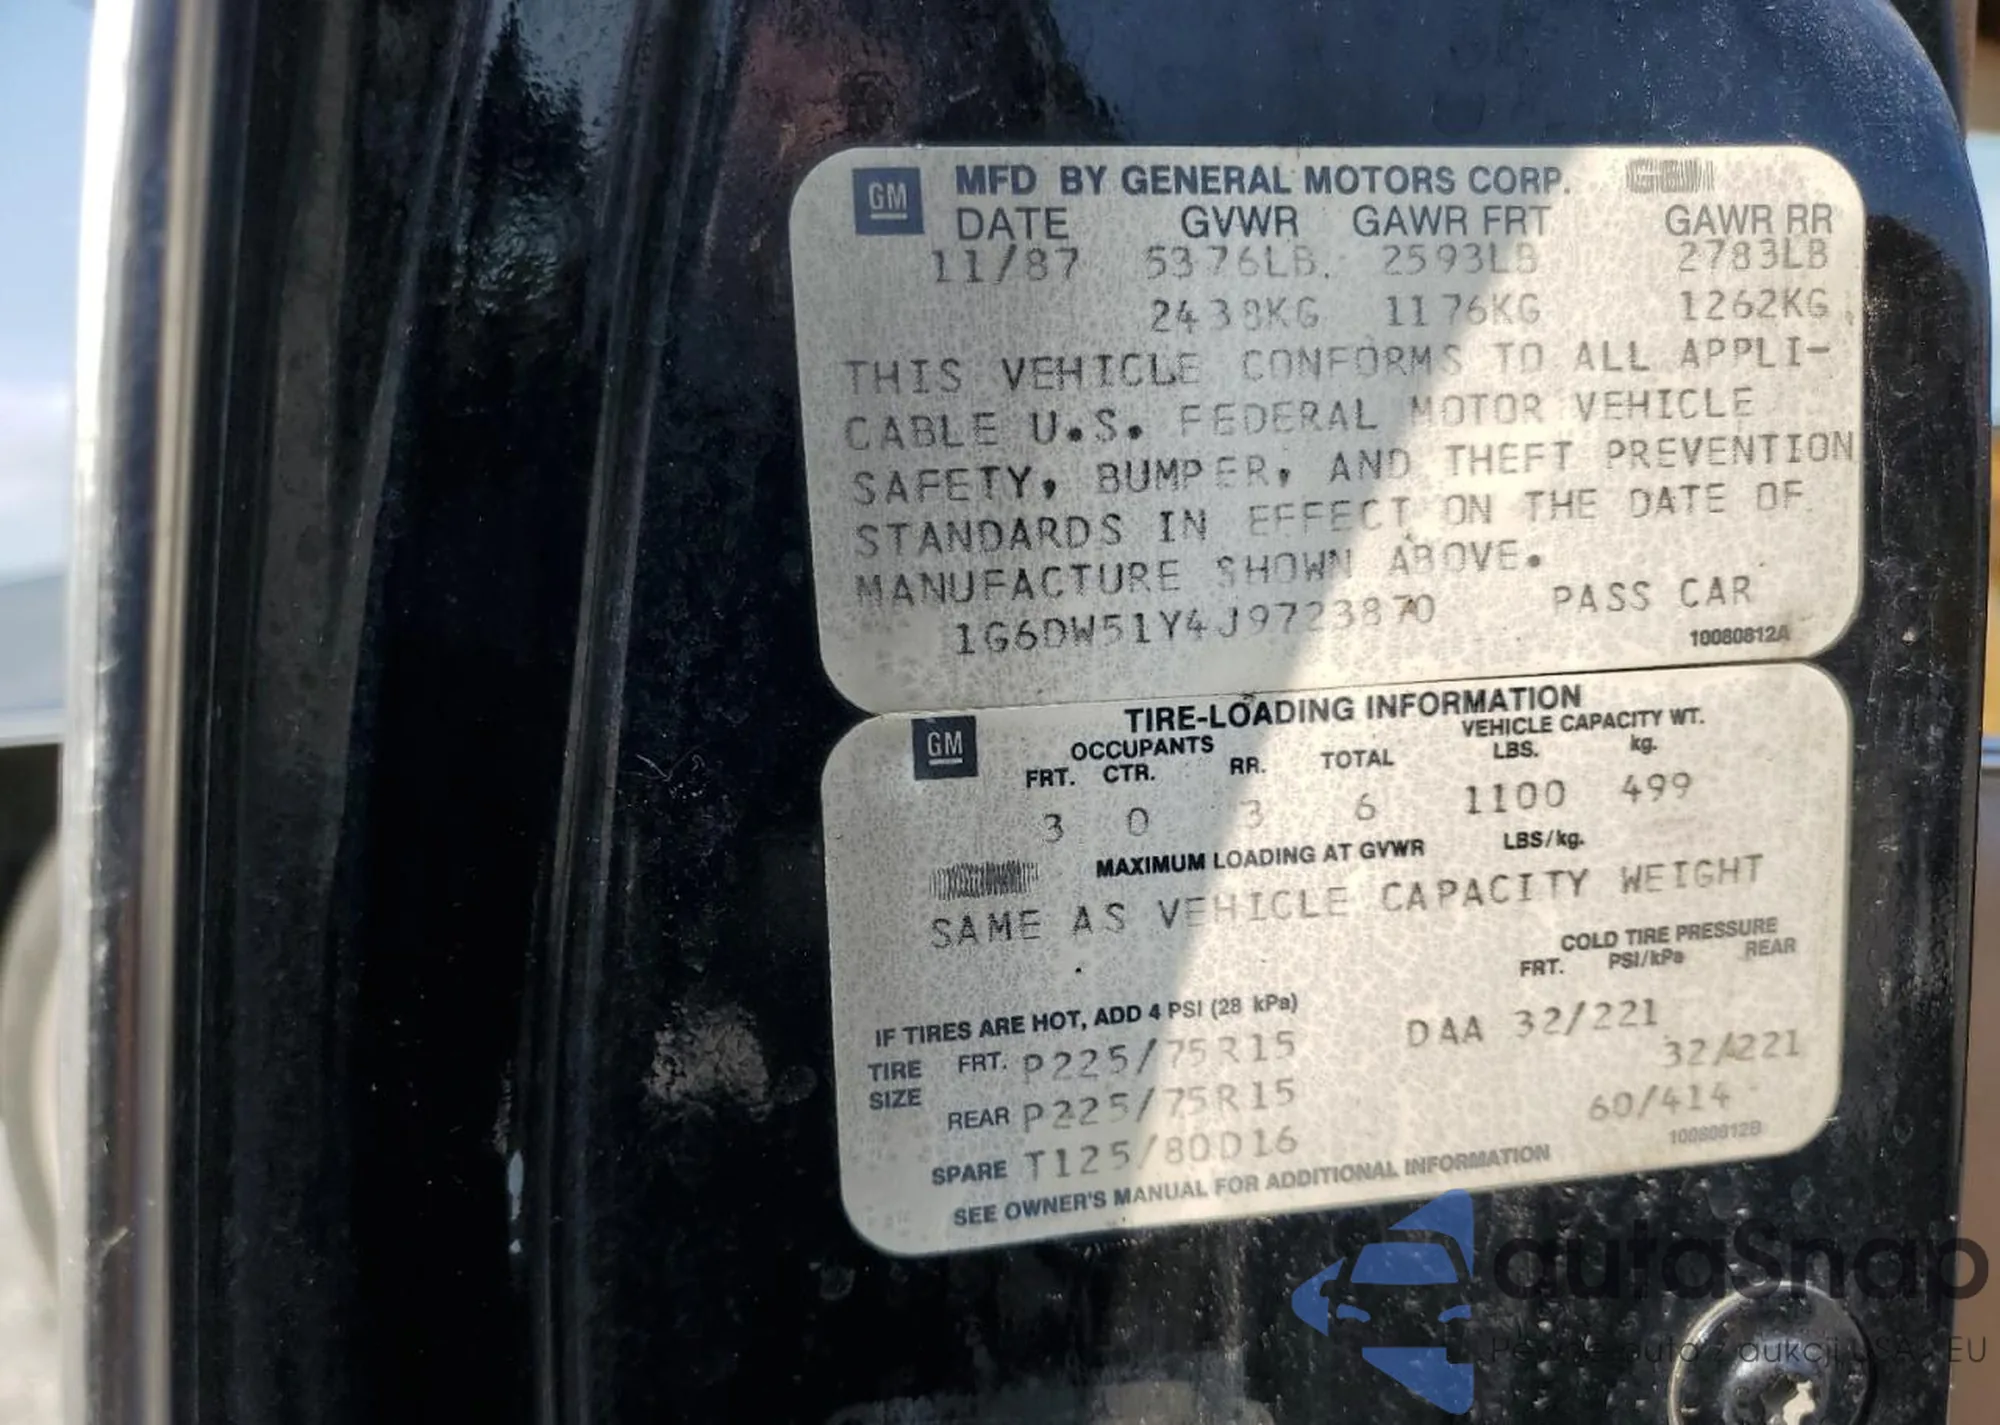 GM MFD BY GENERAL MOTORS CORP.
DATE GVWR GAWR FRT GAWR RR
11/87 5376LB. 2593LB 2783LB
2438KG 1176KG 1262KG
THIS VEHICLE CONFORMS TO ALL APPLI-
CABLE U.S. FEDERAL MOTOR VEHICLE
SAFETY, BUMPER, AND THEFT PREVENTION
STANDARDS IN EFFECT ON THE DATE OF
MANUFACTURE SHOWN ABOVE.
1G6DW51Y4J9723870 PASS CAR
10080812A
GM TIRE-LOADING INFORMATION
OCCUPANTS VEHICLE CAPACITY WT.
FRT. CTR. RR. TOTAL LBS. kg.
3 0 3 6 1100 499
MAXIMUM LOADING AT GVWR LBS/kg.
SAME AS VEHICLE CAPACITY WEIGHT
COLD TIRE PRESSURE
FRT. PSI/kPa REAR
IF TIRES ARE HOT, ADD 4 PSI (28 kPa)
TIRE SIZE FRT. P225/75R15 DAA 32/221
REAR P225/75R15 32/221
SPARE T125/80D16 60/414
10080812B
SEE OWNER'S MANUAL FOR ADDITIONAL INFORMATION
autoSnap
Pewne auto z aukcji USA i EU